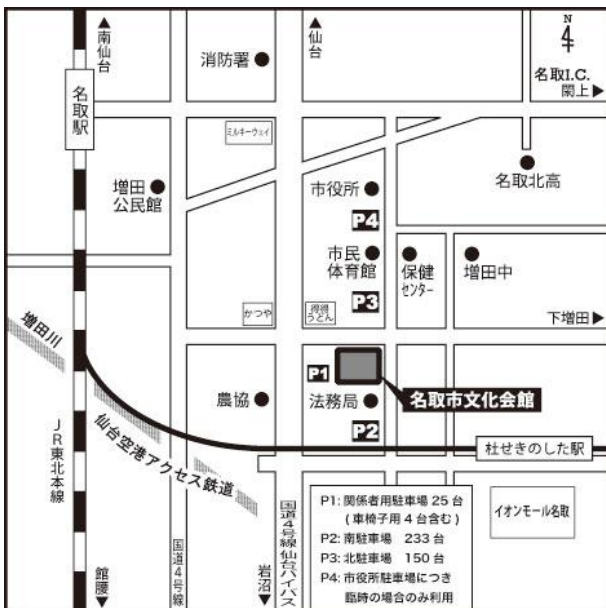 ▲南仙台
消防署
▲仙台
N
名取I.C.
閖上▶
名取駅
ミルキーウェイ
増田
公民館
市役所
名取北高
P4
市民
体育館
保健
センター
増田中
P3
かつや
得得
うどん
下増田▶
増田川
P1
農協
法務局
名取市文化会館
P2
杜せきのした駅
仙台空港アクセス鉄道
JR東北本線
国道4号線
国道4号線仙台バイパス
館腰▼
岩沼▼
イオンモール名取
P1: 関係者用駐車場 25台
(車椅子用4台含む)
P2: 南駐車場 233台
P3: 北駐車場 150台
P4: 市役所駐車場につき
臨時の場合のみ利用